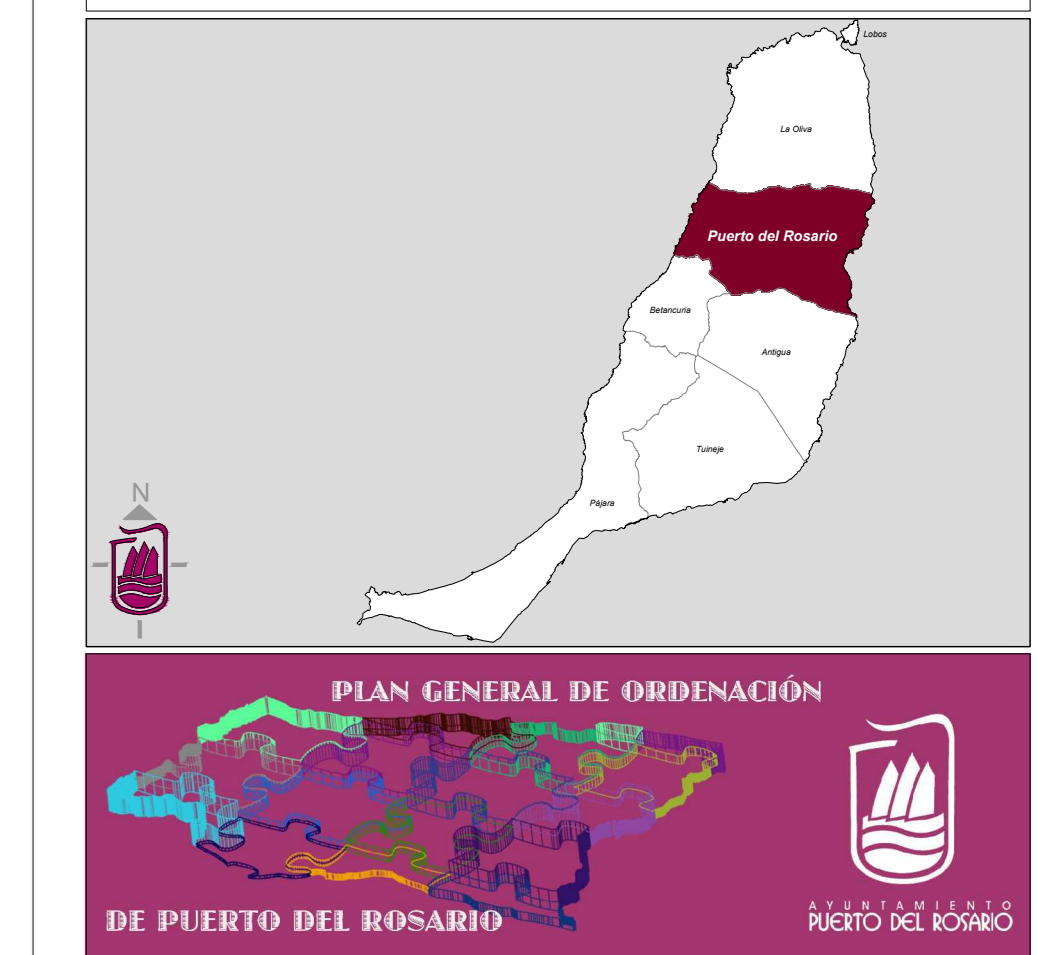 Lobos
La Oliva
Puerto del Rosario
Betancuria
Antigua
Tuineje
Pájara
N
PLAN GENERAL DE ORDENACIÓN
DE PUERTO DEL ROSARIO
AYUNTAMIENTO
PUERTO DEL ROSARIO